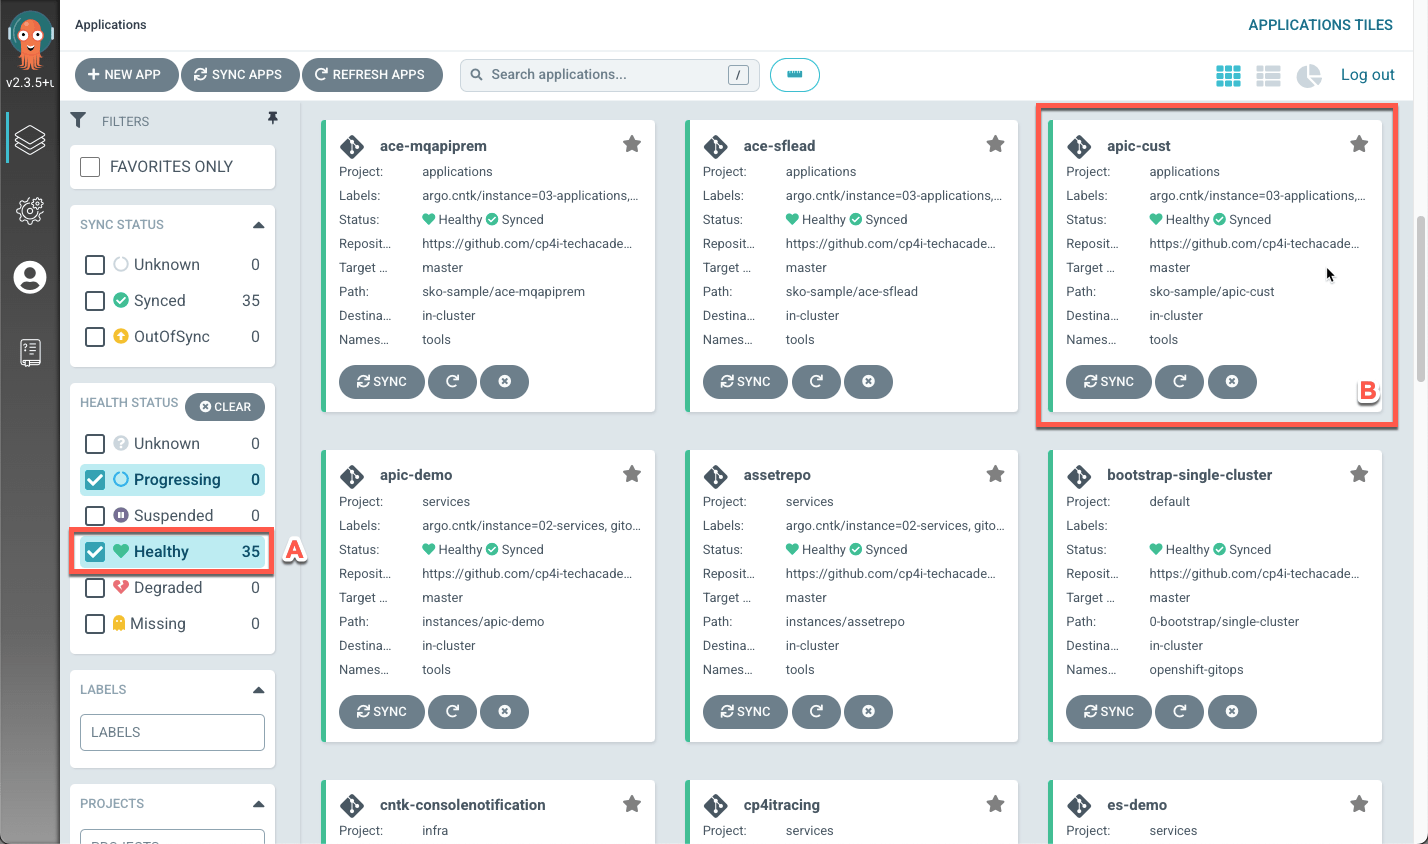 Applications
APPLICATIONS TILES
v2.3.5+
NEW APP
SYNC APPS
REFRESH APPS
Search applications...
/
Log out
FILTERS
FAVORITES ONLY
SYNC STATUS
Unknown 0
Synced 35
OutOfSync 0
HEALTH STATUS
CLEAR
Unknown 0
Progressing 0
Suspended 0
Healthy 35
A
Degraded 0
Missing 0
LABELS
LABELS
PROJECTS
PROJECTS
ace-mqapiprem
Project: applications
Labels: argo.cntk/instance=03-applications,...
Status: Healthy Synced
Reposit... https://github.com/cp4i-techacade...
Target ... master
Path: sko-sample/ace-mqapiprem
Destina... in-cluster
Names... tools
SYNC
ace-sflead
Project: applications
Labels: argo.cntk/instance=03-applications,...
Status: Healthy Synced
Reposit... https://github.com/cp4i-techacade...
Target ... master
Path: sko-sample/ace-sflead
Destina... in-cluster
Names... tools
SYNC
apic-cust
Project: applications
Labels: argo.cntk/instance=03-applications,...
Status: Healthy Synced
Reposit... https://github.com/cp4i-techacade...
Target ... master
Path: sko-sample/apic-cust
Destina... in-cluster
Names... tools
SYNC
B
apic-demo
Project: services
Labels: argo.cntk/instance=02-services, gito...
Status: Healthy Synced
Reposit... https://github.com/cp4i-techacade...
Target ... master
Path: instances/apic-demo
Destina... in-cluster
Names... tools
SYNC
assetrepo
Project: services
Labels: argo.cntk/instance=02-services, gito...
Status: Healthy Synced
Reposit... https://github.com/cp4i-techacade...
Target ... master
Path: instances/assetrepo
Destina... in-cluster
Names... tools
SYNC
bootstrap-single-cluster
Project: default
Labels:
Status: Healthy Synced
Reposit... https://github.com/cp4i-techacade...
Target ... master
Path: 0-bootstrap/single-cluster
Destina... in-cluster
Names... openshift-gitops
SYNC
cntk-consolenotification
Project: infra
cp4itracing
Project: services
es-demo
Project: services